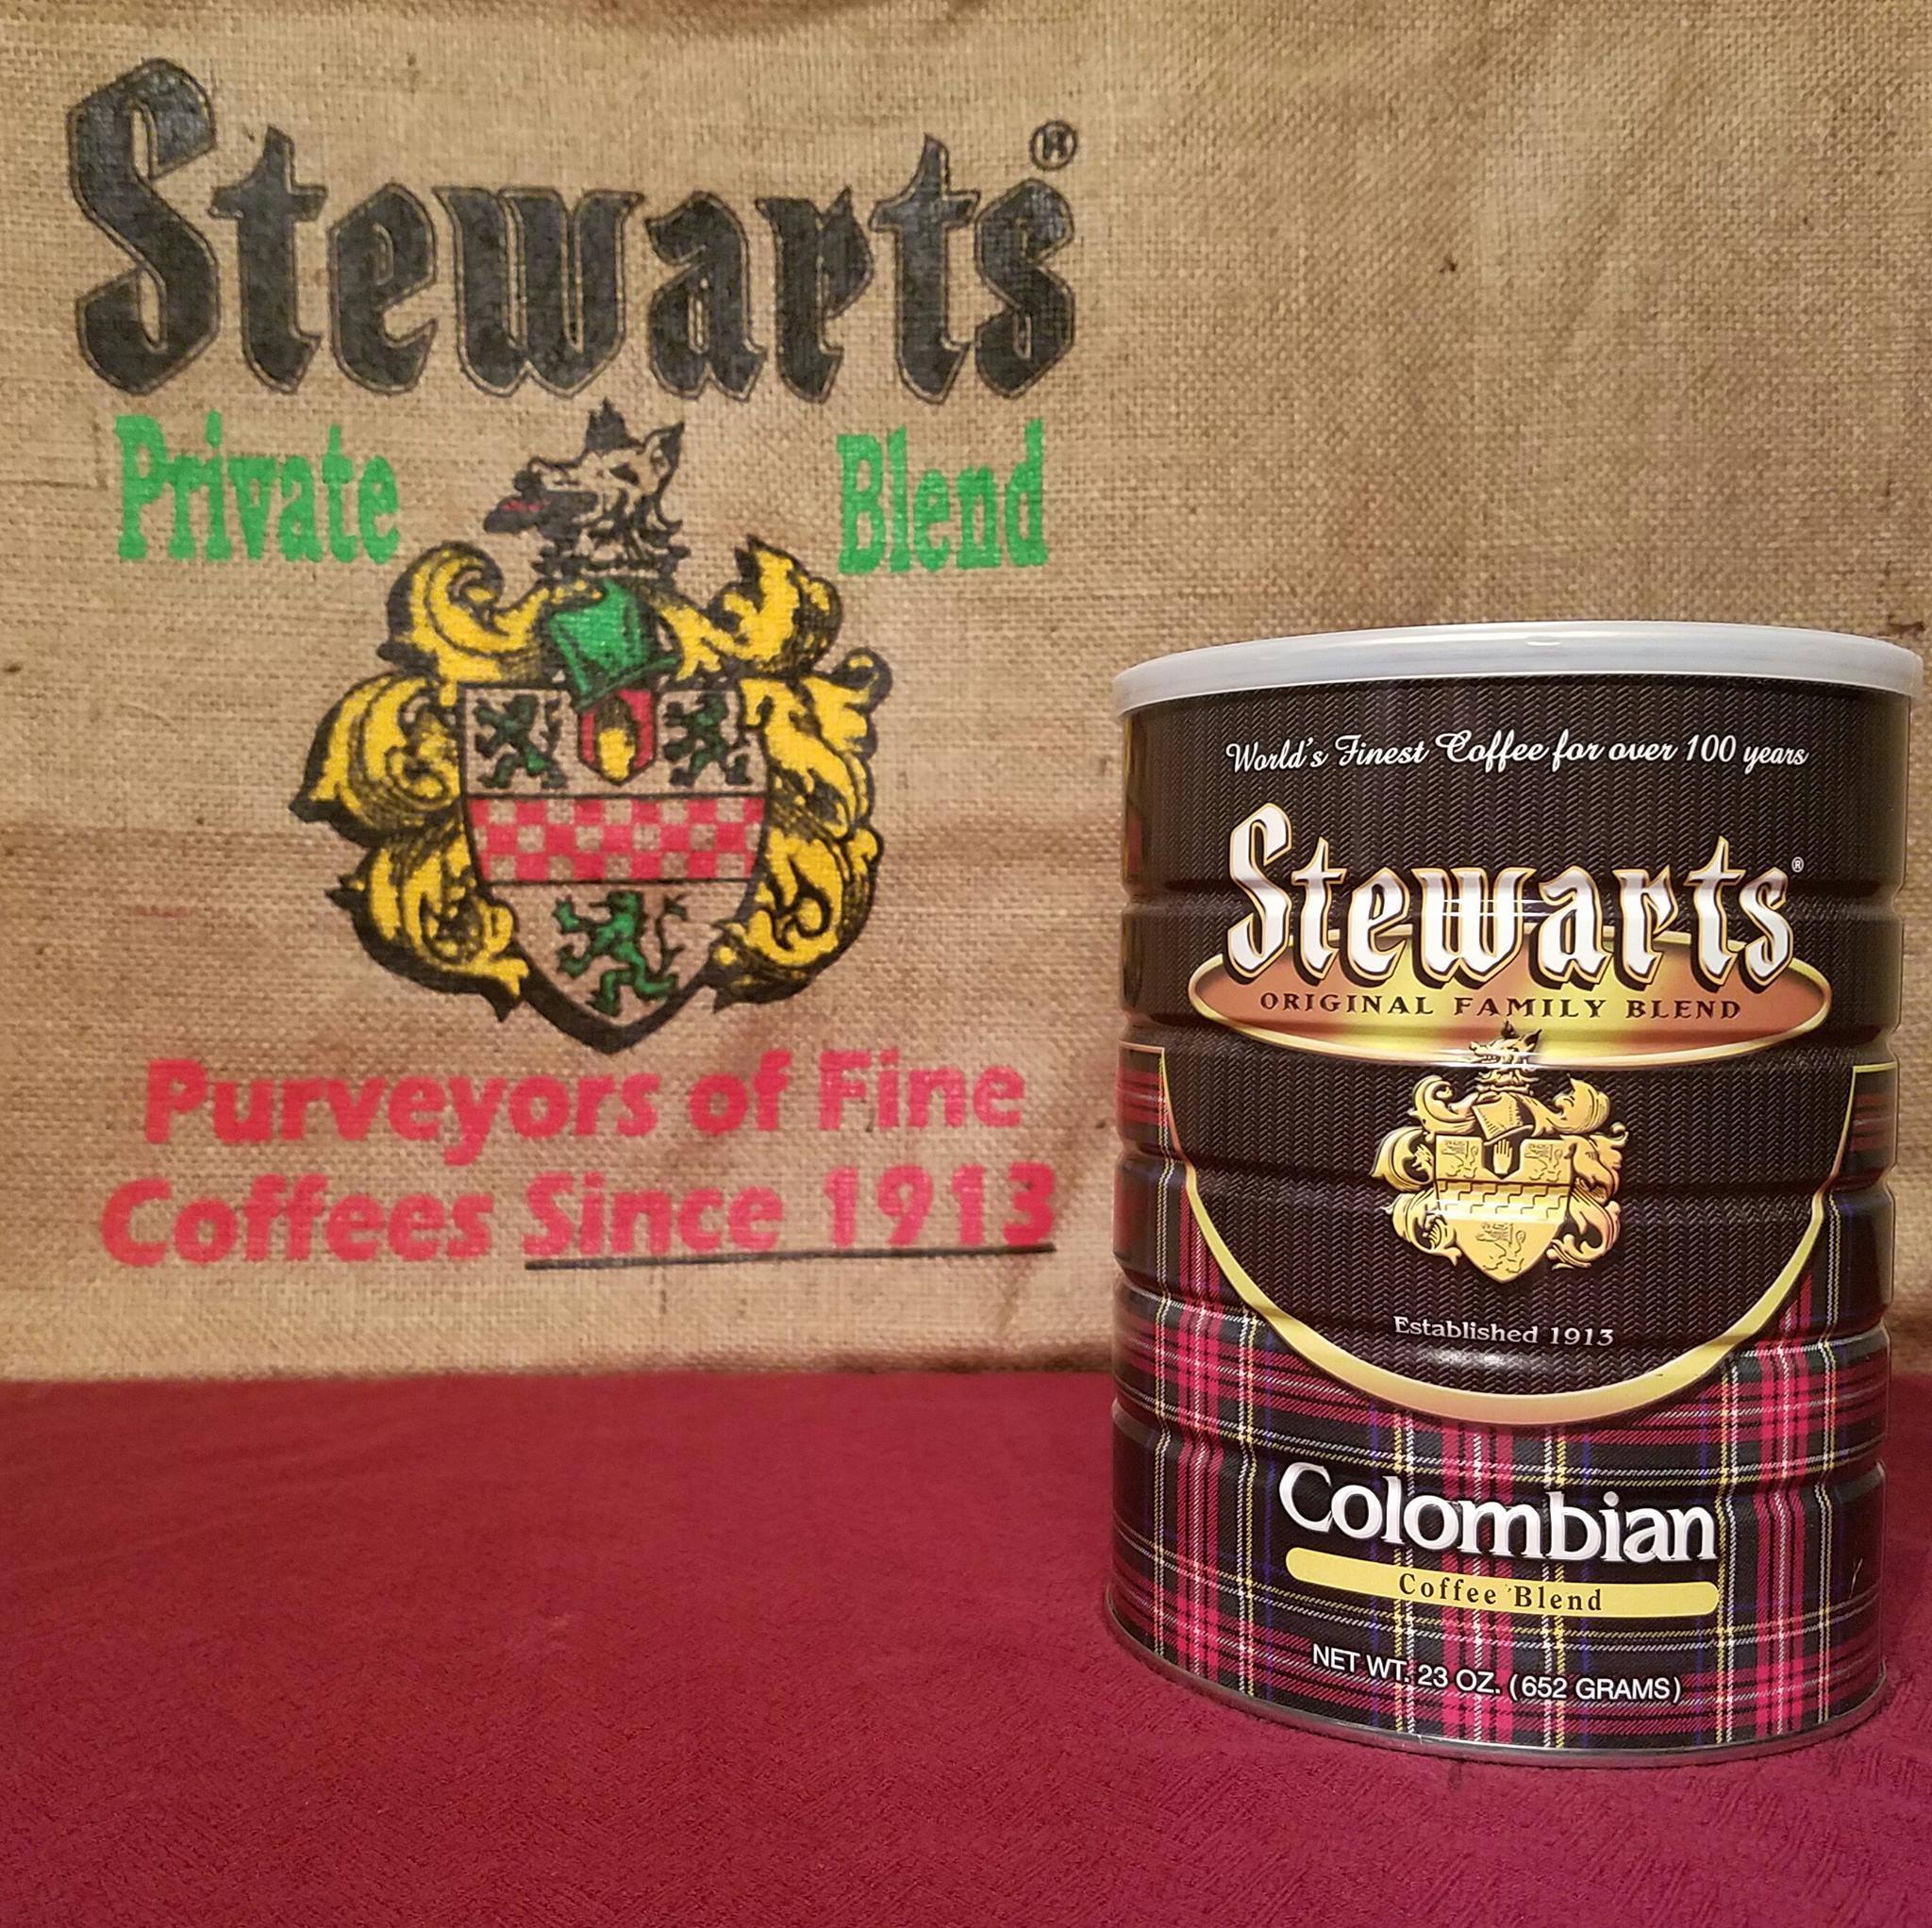 Stewarts®
Private Blend
Purveyors of Fine
Coffees Since 1913
World's Finest Coffee for over 100 years
Stewarts®
ORIGINAL FAMILY BLEND
Established 1913
Colombian
Coffee Blend
NET WT. 23 OZ. (652 GRAMS)